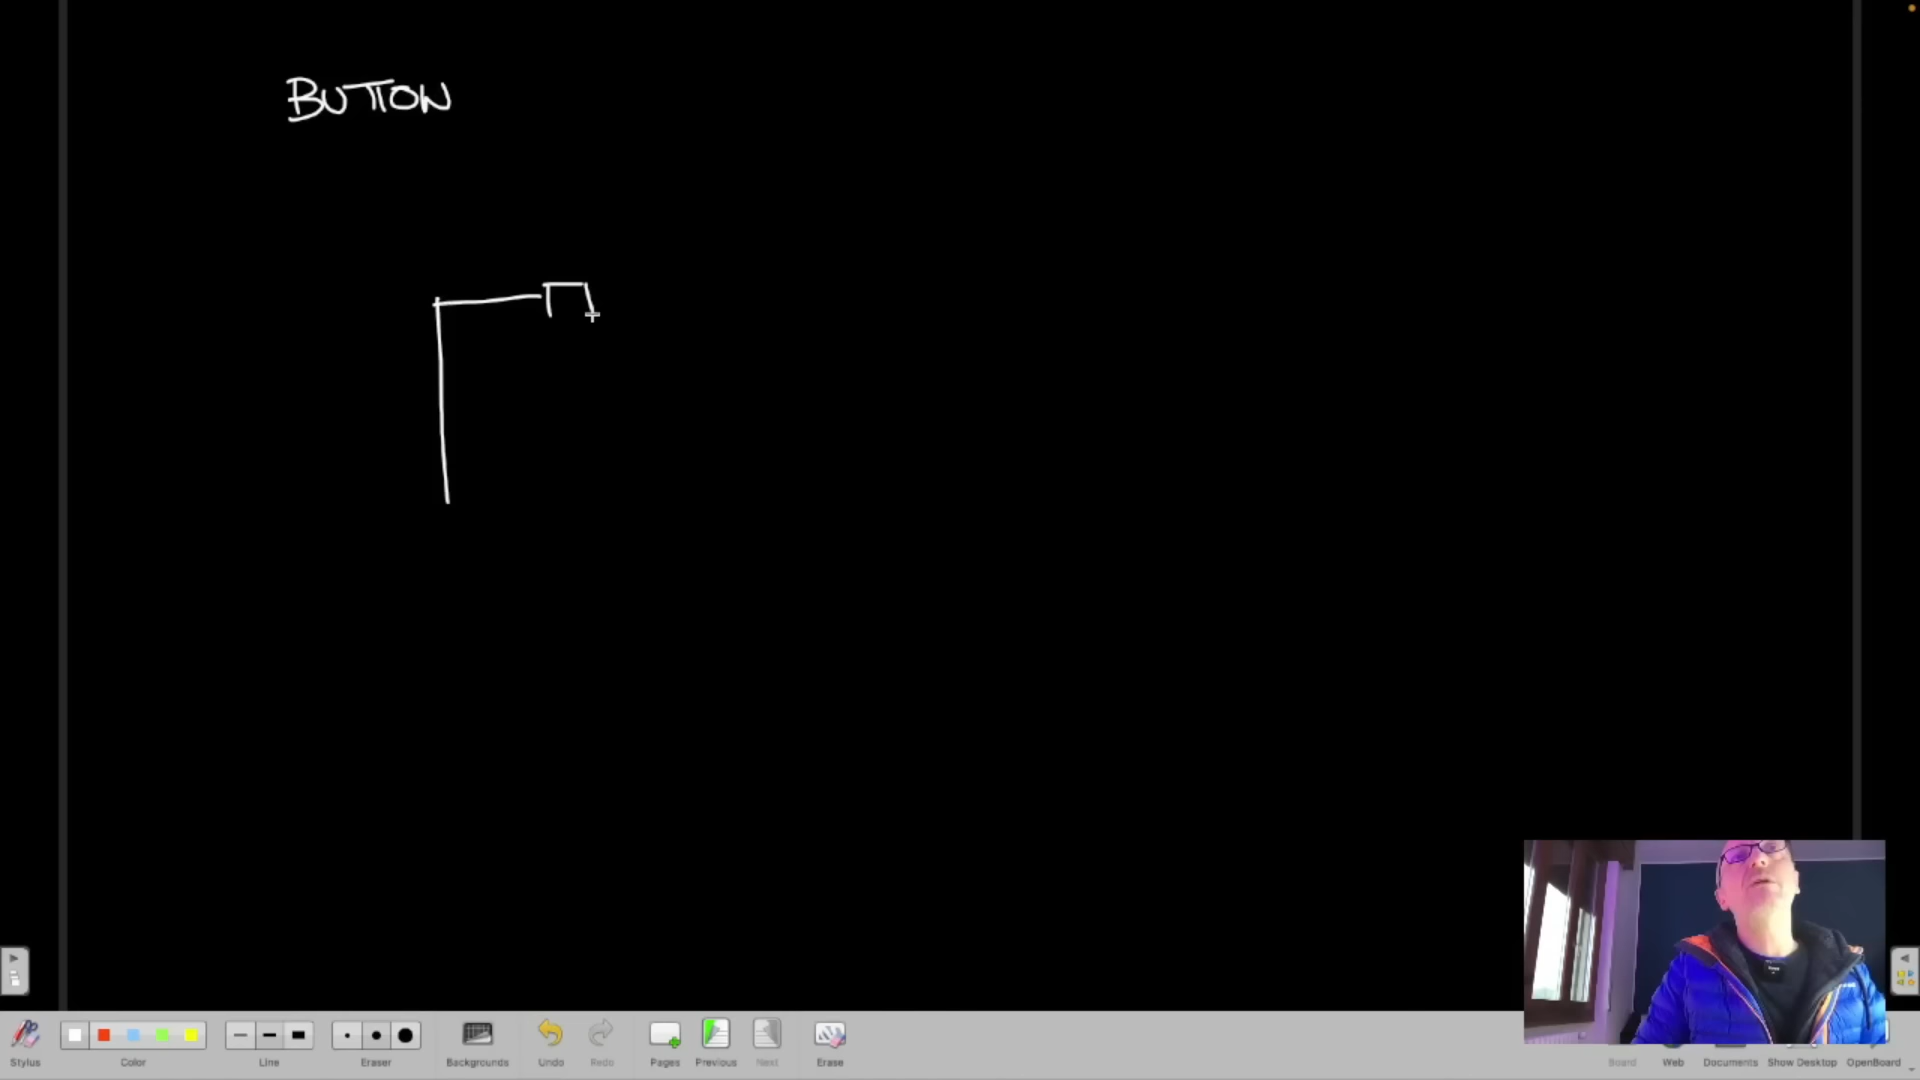 BUTTON
Stylus
Color
Line
Eraser
Backgrounds
Undo
Redo
Pages
Previous
Next
Erase
Board
Web
Documents
Show Desktop
OpenBoard